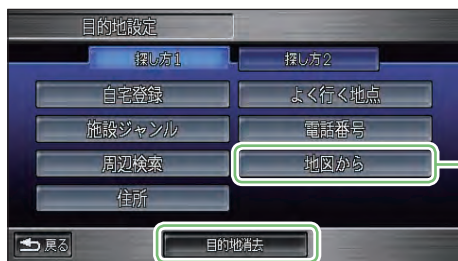 目的地設定
探し方1 探し方2
自宅登録 よく行く地点
施設ジャンル 電話番号
周辺検索 地図から
住所
戻る 目的地消去